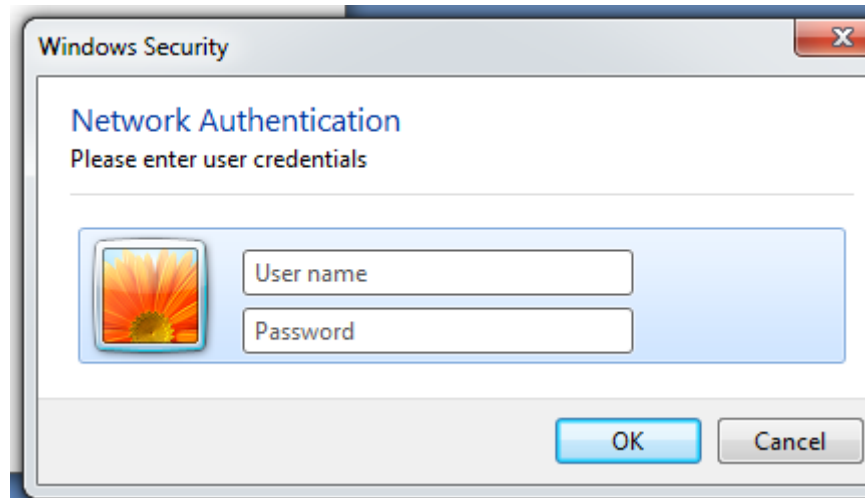 Windows Security
Network Authentication
Please enter user credentials
User name
Password
OK
Cancel